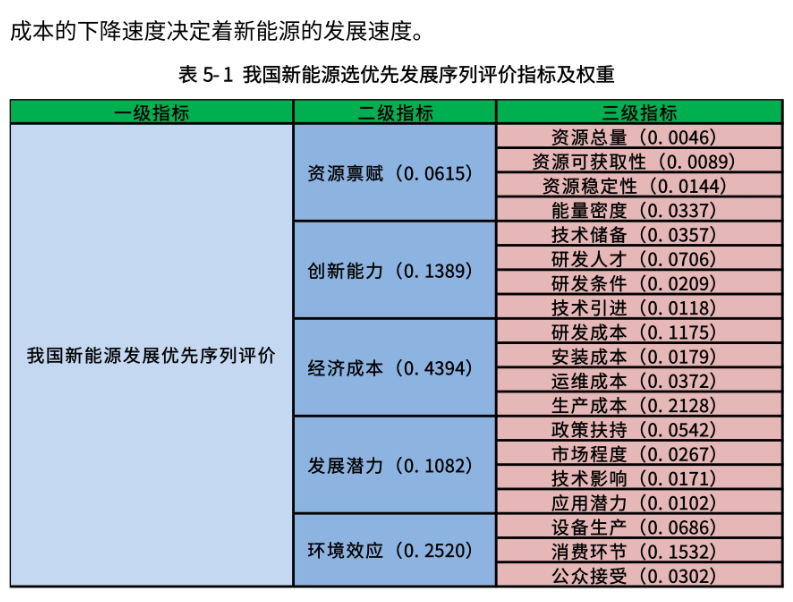 成本的下降速度决定着新能源的发展速度。
表 5-1 我国新能源选优先发展序列评价指标及权重
一级指标 二级指标 三级指标
我国新能源发展优先序列评价
资源禀赋（0.0615）
资源总量（0.0046）
资源可获取性（0.0089）
资源稳定性（0.0144）
能量密度（0.0337）
创新能力（0.1389）
技术储备（0.0357）
研发人才（0.0706）
研发条件（0.0209）
技术引进（0.0118）
经济成本（0.4394）
研发成本（0.1175）
安装成本（0.0179）
运维成本（0.0372）
生产成本（0.2128）
发展潜力（0.1082）
政策扶持（0.0542）
市场程度（0.0267）
技术影响（0.0171）
应用潜力（0.0102）
环境效应（0.2520）
设备生产（0.0686）
消费环节（0.1532）
公众接受（0.0302）